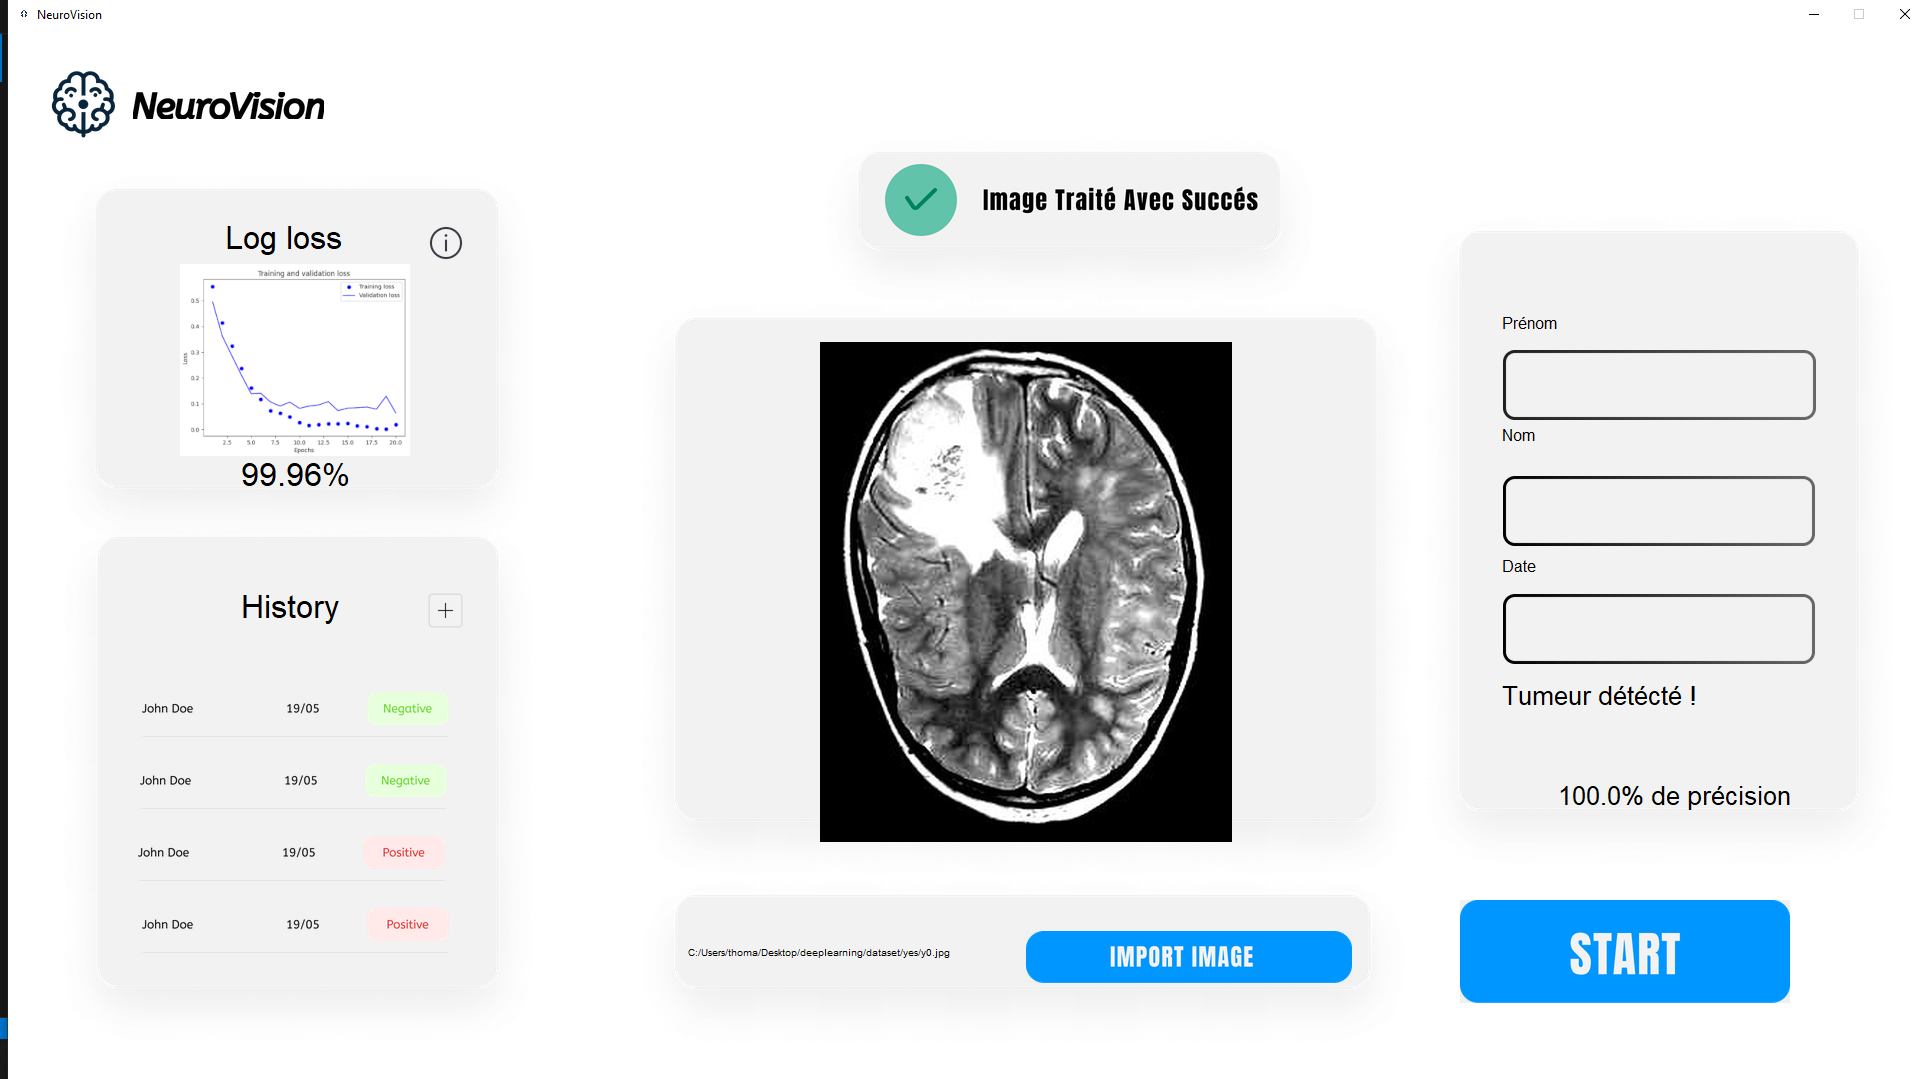 NeuroVision
NeuroVision
Image Traité Avec Succés
Log loss
Training and validation loss
Training loss
Validation loss
0.5
0.4
0.3
0.2
0.1
0.0
Loss
2.5 5.0 7.5 10.0 12.5 15.0 17.5 20.0
Epochs
99.96%
History
John Doe 19/05 Negative
John Doe 19/05 Negative
John Doe 19/05 Positive
John Doe 19/05 Positive
C:/Users/thoma/Desktop/deeplearning/dataset/yes/y0.jpg
IMPORT IMAGE
Prénom
Nom
Date
Tumeur détécté !
100.0% de précision
START